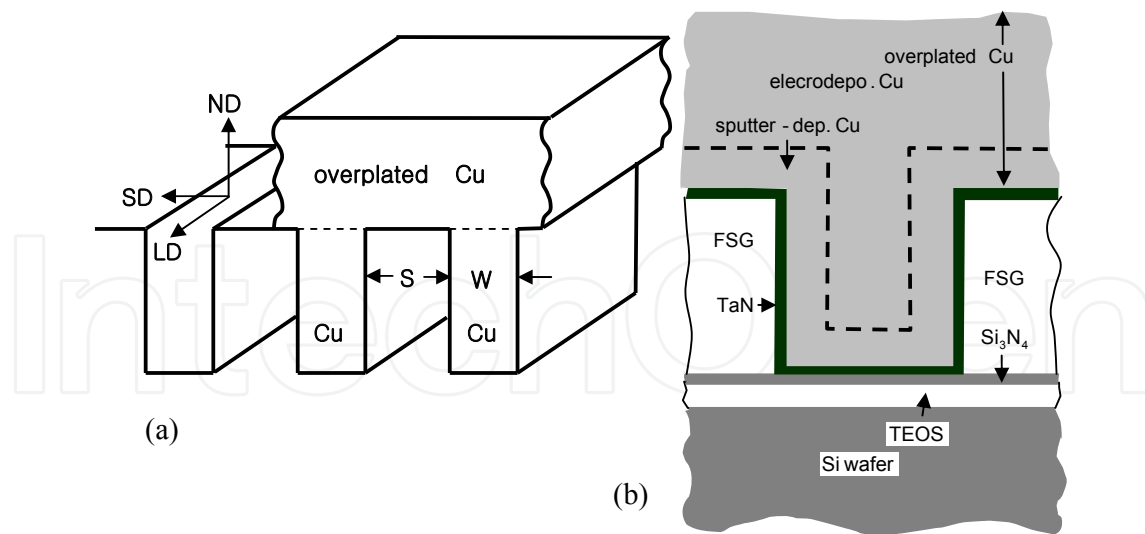 ND
SD
LD
overplated Cu
S
W
Cu
Cu
(a)
overplated Cu
elecrodepo . Cu
sputter - dep. Cu
FSG
FSG
TaN
Si₃N₄
TEOS
Si wafer
(b)
IntechOpen